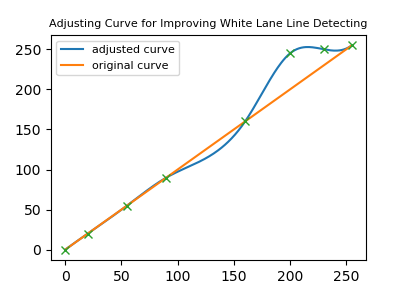 Adjusting Curve for Improving White Lane Line Detecting
adjusted curve
original curve
250
200
150
100
50
0
0 50 100 150 200 250